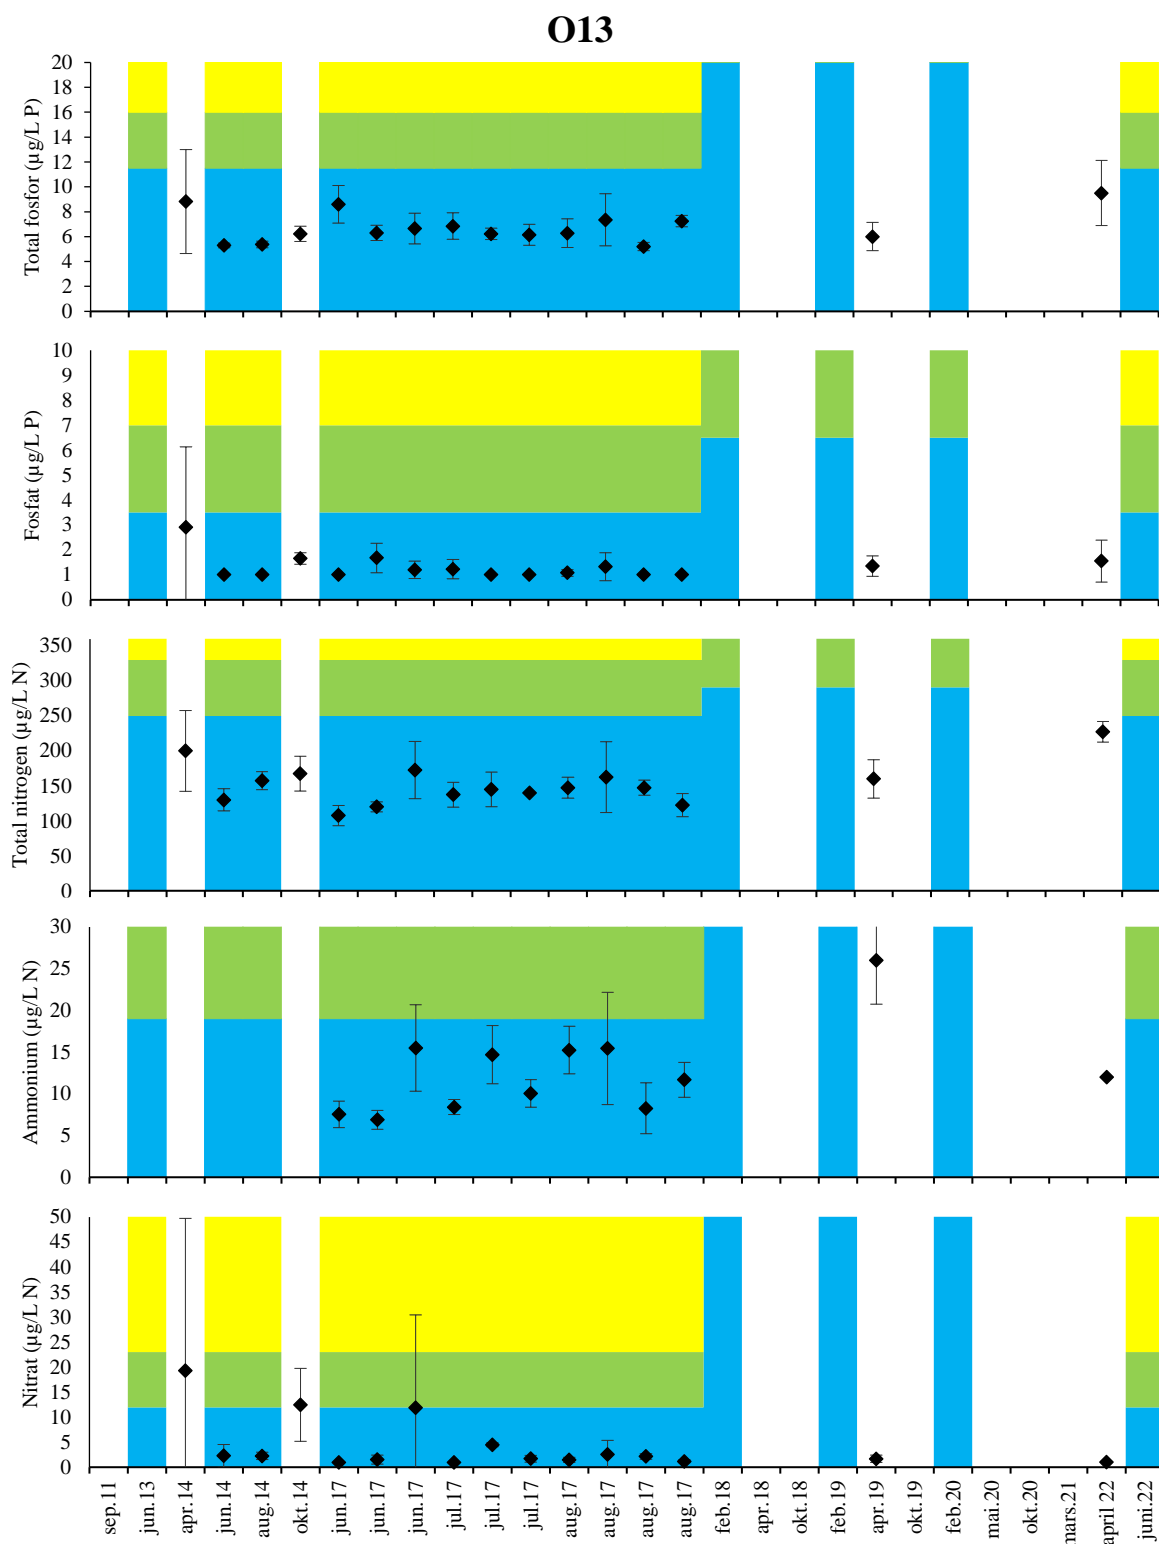 O13
Total fosfor (µg/L P)
20
18
16
14
12
10
8
6
4
2
0
Fosfat (µg/L P)
10
9
8
7
6
5
4
3
2
1
0
Total nitrogen (µg/L N)
350
300
250
200
150
100
50
0
Ammonium (µg/L N)
30
25
20
15
10
5
0
Nitrat (µg/L N)
50
45
40
35
30
25
20
15
10
5
0
sep.11
jun.13
apr.14
jun.14
aug.14
okt.14
jun.17
jun.17
jun.17
jul.17
jul.17
jul.17
aug.17
aug.17
aug.17
aug.17
feb.18
apr.18
okt.18
feb.19
apr.19
okt.19
feb.20
mai.20
okt.20
mars.21
april.22
juni.22